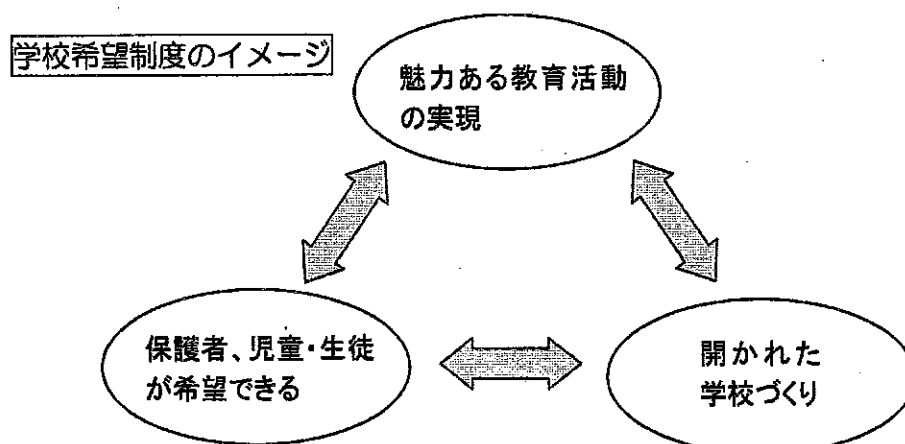 学校希望制度のイメージ
魅力ある教育活動
の実現
保護者、児童・生徒
が希望できる
開かれた
学校づくり